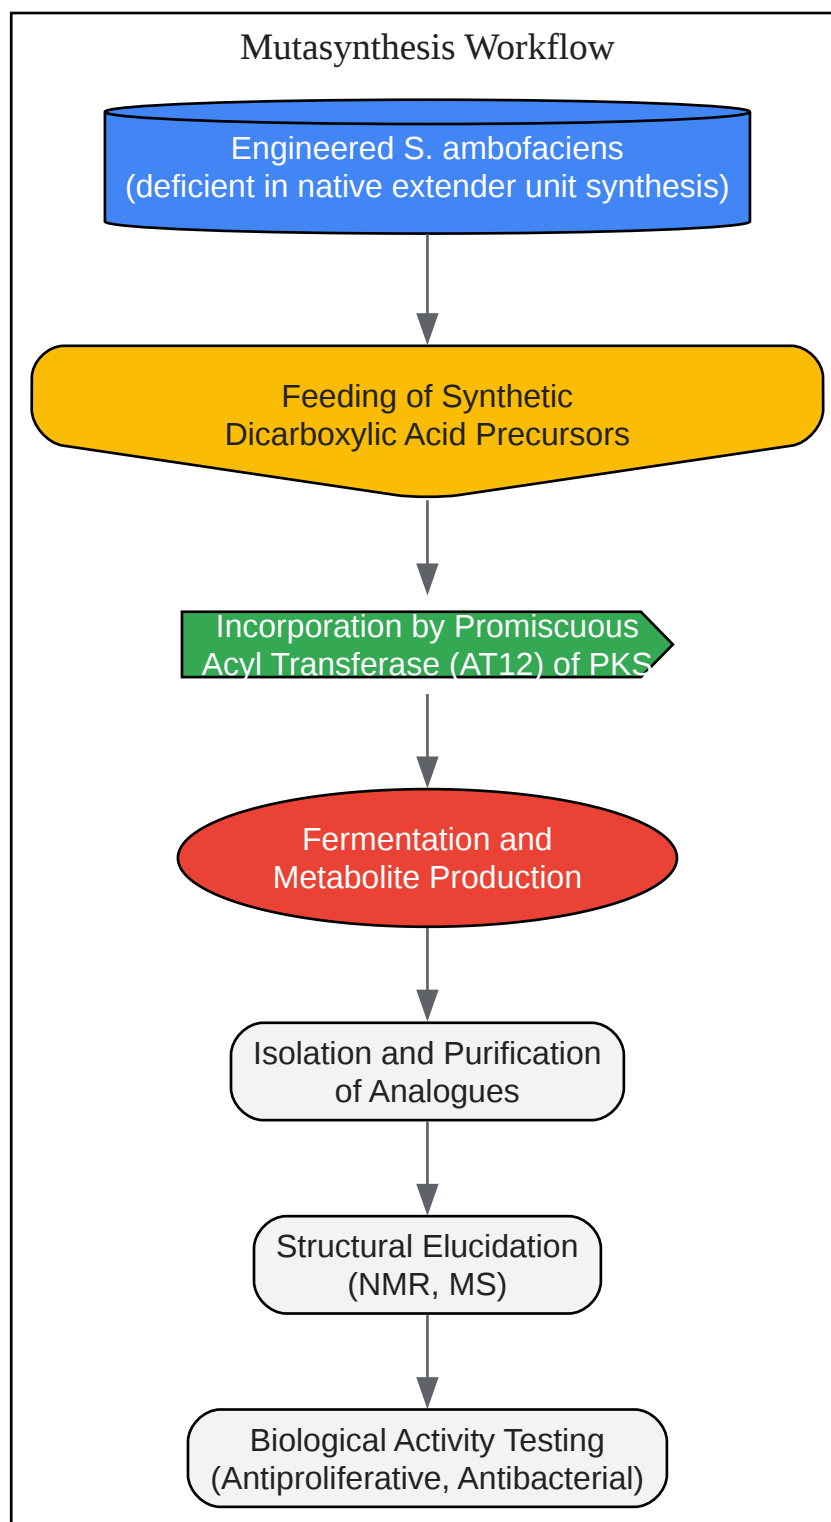 Mutasynthesis Workflow
Engineered S. ambofaciens
(deficient in native extender unit synthesis)
Feeding of Synthetic
Dicarboxylic Acid Precursors
Incorporation by Promiscuous
Acyl Transferase (AT12) of PKS
Fermentation and
Metabolite Production
Isolation and Purification
of Analogues
Structural Elucidation
(NMR, MS)
Biological Activity Testing
(Antiproliferative, Antibacterial)